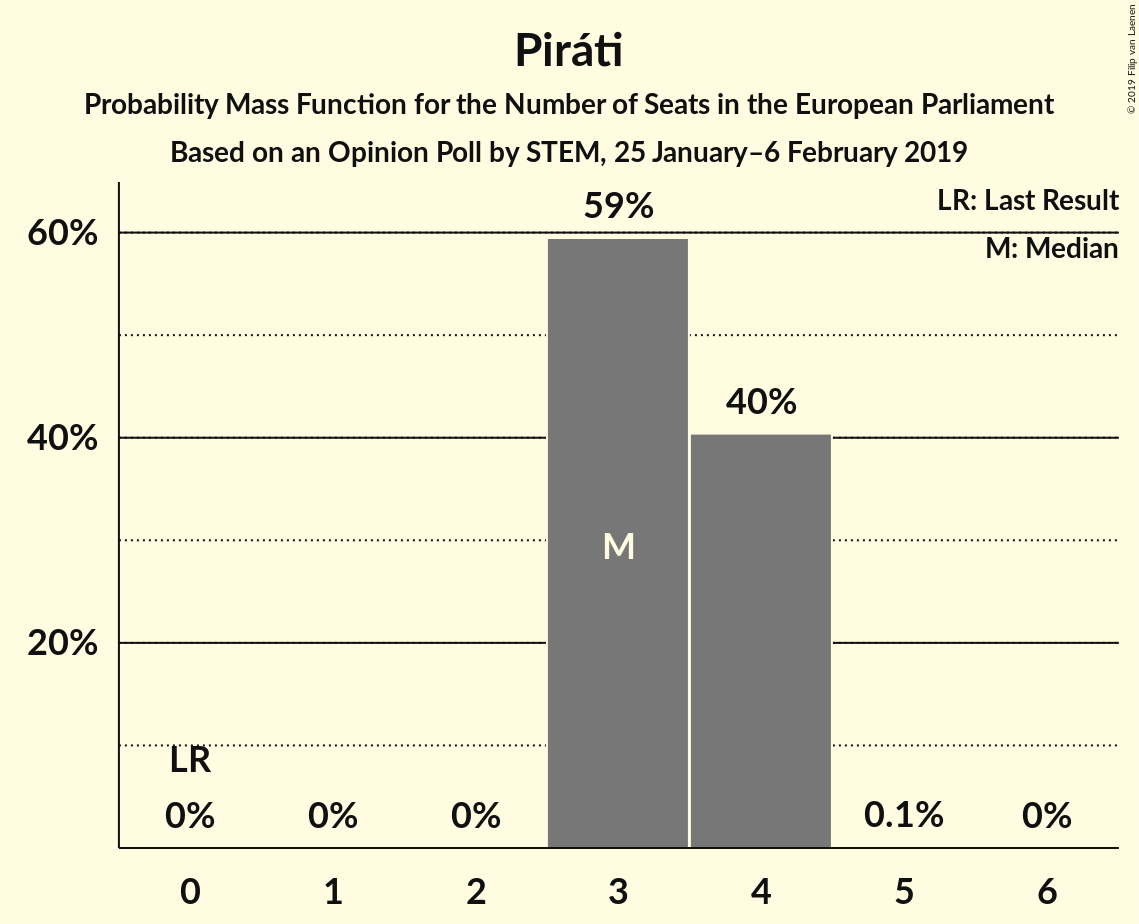 Piráti
Probability Mass Function for the Number of Seats in the European Parliament
Based on an Opinion Poll by STEM, 25 January–6 February 2019
© 2019 Filip van Laenen
LR: Last Result
M: Median
60%
40%
20%
59%
40%
M
LR
0%
0%
0%
0.1%
0%
0
1
2
3
4
5
6